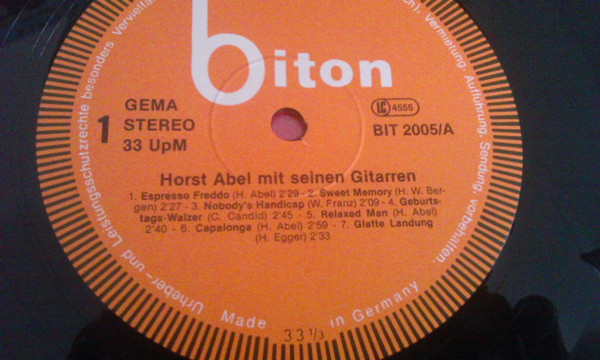 biton
GEMA
STEREO
33 UpM
1
LC 4555
BIT 2005/A
Horst Abel mit seinen Gitarren
1. Espresso Freddo (H. Abel) 2'29 - 2. Sweet Memory (H. W. Ber-
gen) 2'27 - 3. Nobody's Handicap (W. Franz) 2'09 - 4. Geburts-
tags-Walzer (C. Candid) 2'45 - 5. Relaxed Man (H. Abel)
2'40 - 6. Capalonga (H. Abel) 2'59 - 7. Glatte Landung
(H. Egger) 2'33
Urheber- und Leistungsschutzrechte besonders Vervielfä
); Vermietung, Aufführung, Sendung, vorbehalten.
Made in Germany
33 1/3